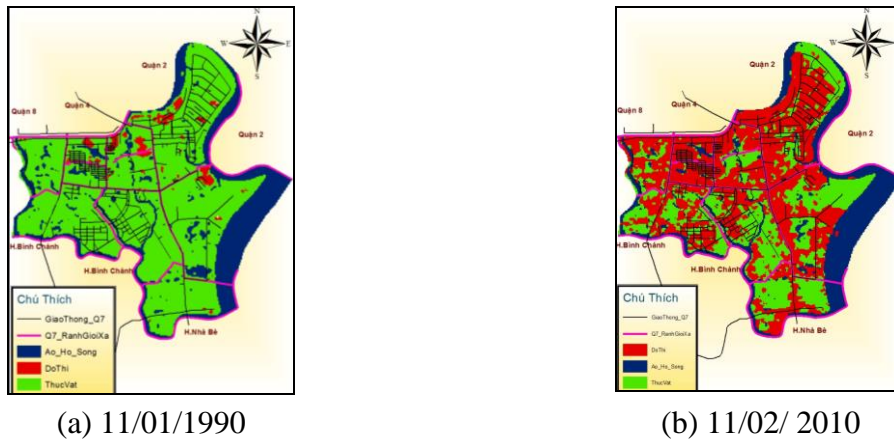 N
W
E
S
Quận 2
Quận 8
Quận 4
Quận 2
H.Bình Chánh
H.Bình Chánh
H.Nhà Bè
Chú Thích
GiaoThong_Q7
Q7_RanhGioiXa
Ao_Ho_Song
DoThi
ThucVat
(a) 11/01/1990
N
W
E
S
Quận 2
Quận 4
Quận 8
Quận 2
H.Bình Chánh
H.Bình Chánh
H.Nhà Bè
Chú Thích
GiaoThong_Q7
Q7_RanhGioiXa
DoThi
Ao_Ho_Song
ThucVat
(b) 11/02/ 2010